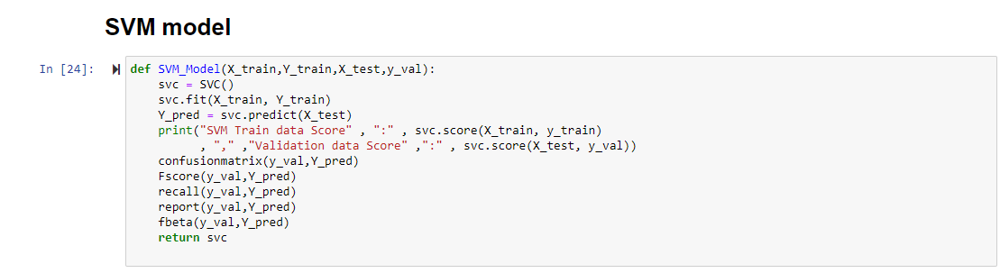 SVM model
In [24]:
def SVM_Model(X_train,Y_train,X_test,y_val):
    svc = SVC()
    svc.fit(X_train, Y_train)
    Y_pred = svc.predict(X_test)
    print("SVM Train data Score" , ":" , svc.score(X_train, y_train)
          , "," ,"Validation data Score" ,":" , svc.score(X_test, y_val))
    confusionmatrix(y_val,Y_pred)
    Fscore(y_val,Y_pred)
    recall(y_val,Y_pred)
    report(y_val,Y_pred)
    fbeta(y_val,Y_pred)
    return svc